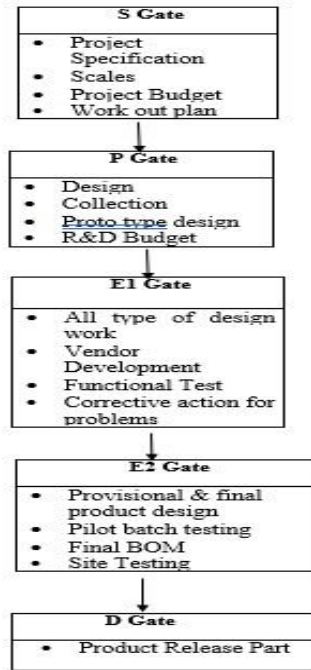 S Gate
• Project
Specification
• Scales
• Project Budget
• Work out plan
P Gate
• Design
• Collection
• Proto type design
• R&D Budget
E1 Gate
• All type of design
work
• Vendor
Development
• Functional Test
• Corrective action for
problems
E2 Gate
• Provisional & final
product design
• Pilot batch testing
• Final BOM
• Site Testing
D Gate
• Product Release Part